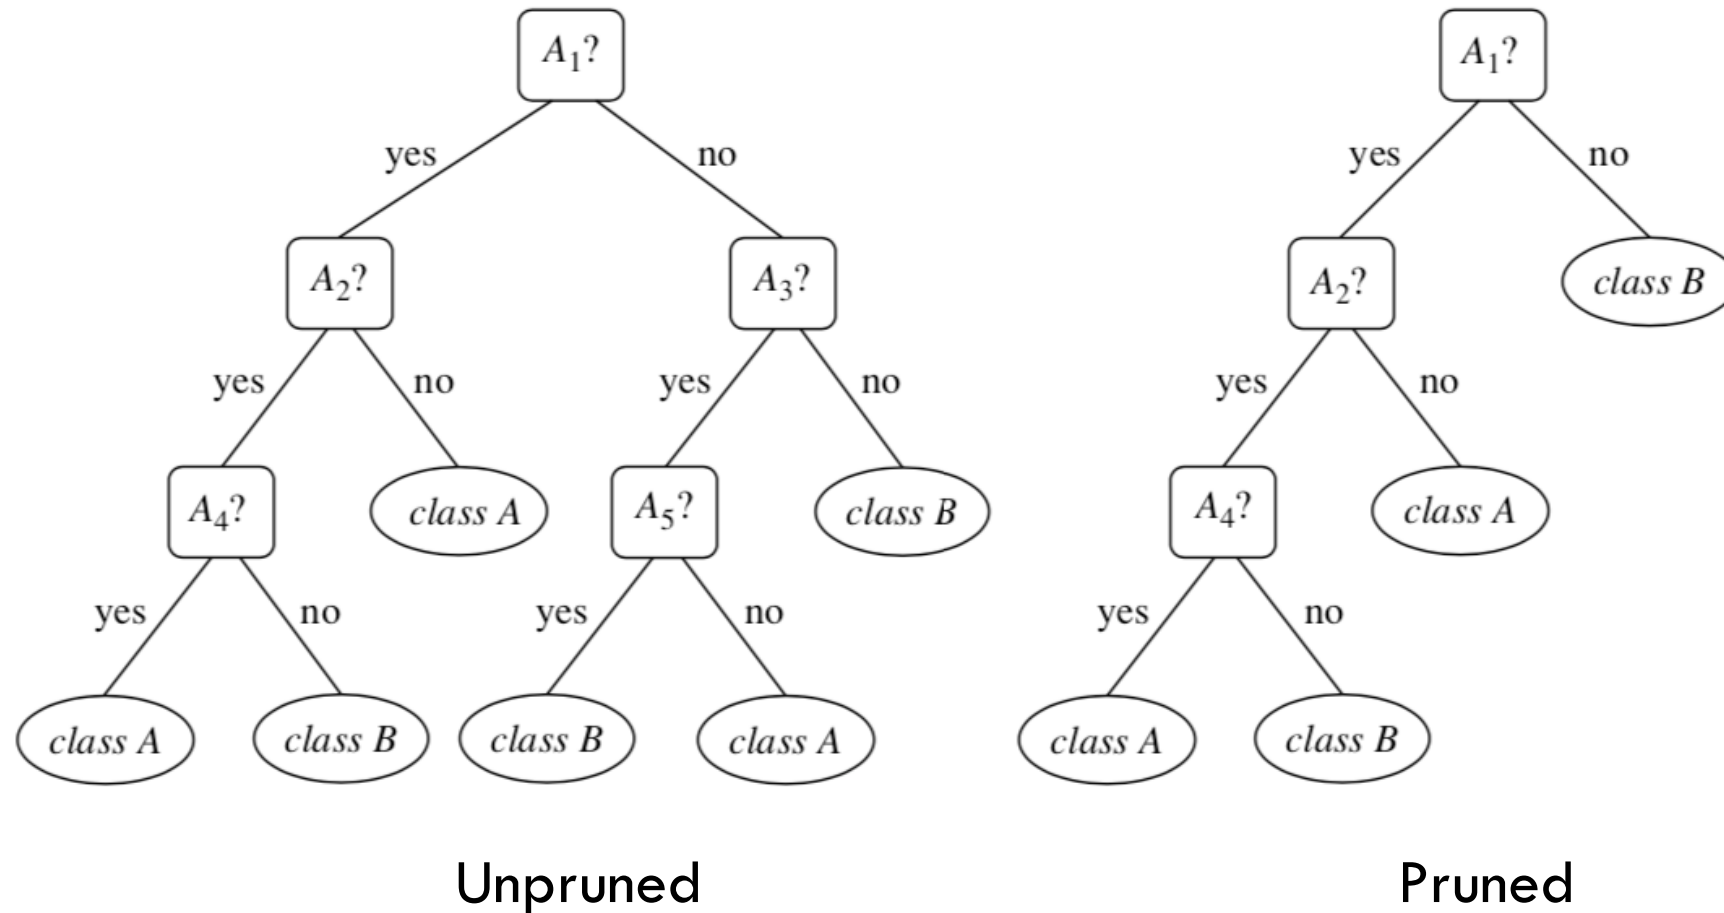 A₁? A₁?
yes no yes no
A₂? A₃? A₂? class B
yes no yes no yes no
A₄? class A A₅? class B A₄? class A
yes no yes no yes no
class A class B class B class A class A class B
Unpruned Pruned